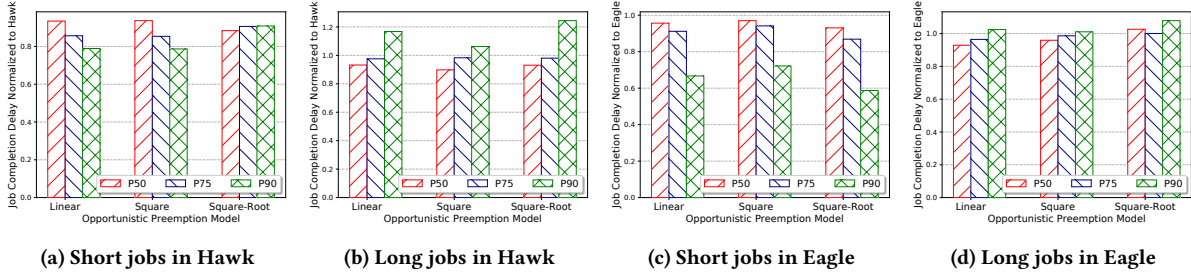 Job Completion Delay Normalized to Hawk
0.8
0.6
0.4
0.2
0.0
P50 P75 P90
Linear Square Square-Root
Opportunistic Preemption Model
(a) Short jobs in Hawk
Job Completion Delay Normalized to Hawk
1.2
1.0
0.8
0.6
0.4
0.2
0.0
P50 P75 P90
Linear Square Square-Root
Opportunistic Preemption Model
(b) Long jobs in Hawk
Job Completion Delay Normalized to Eagle
1.0
0.8
0.6
0.4
0.2
0.0
P50 P75 P90
Linear Square Square-Root
Opportunistic Preemption Model
(c) Short jobs in Eagle
Job Completion Delay Normalized to Eagle
1.0
0.8
0.6
0.4
0.2
0.0
P50 P75 P90
Linear Square Square-Root
Opportunistic Preemption Model
(d) Long jobs in Eagle